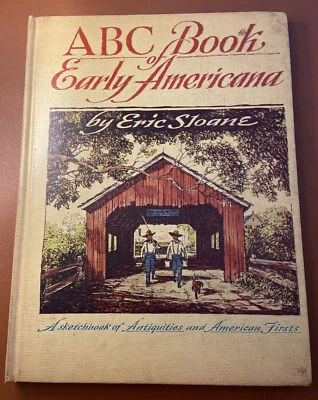 ABC Book
of
Early Americana
by Eric Sloane
A sketchbook of Antiquities and American Firsts